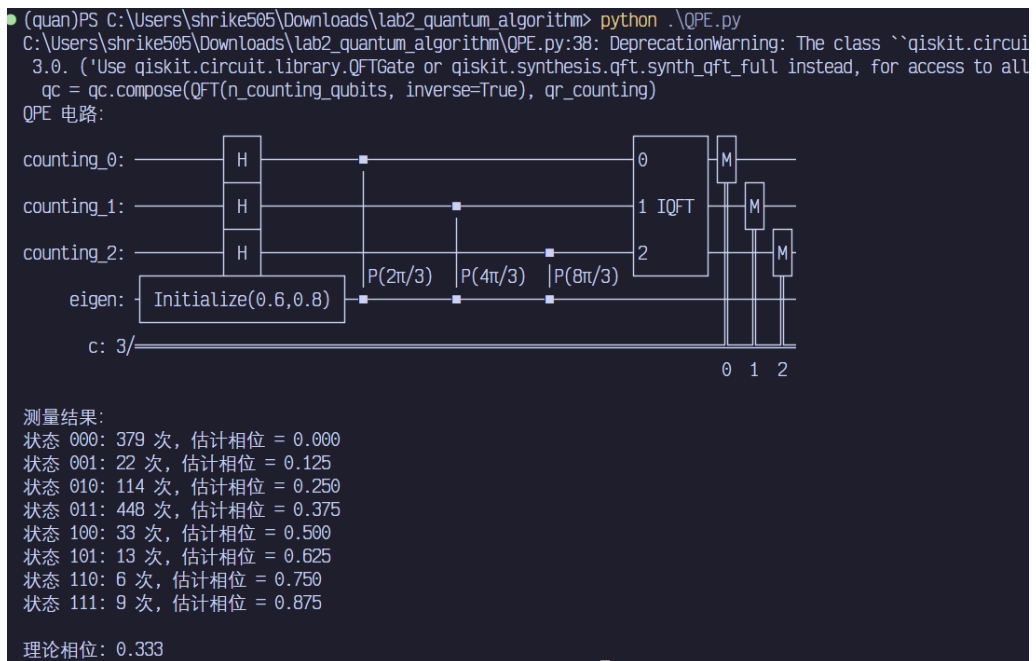 (quan)PS C:\Users\shrike505\Downloads\lab2_quantum_algorithm> python .\QPE.py
C:\Users\shrike505\Downloads\lab2_quantum_algorithm\QPE.py:38: DeprecationWarning: The class ``qiskit.circui
3.0. ('Use qiskit.circuit.library.QFTGate or qiskit.synthesis.qft.synth_qft_full instead, for access to all
qc = qc.compose(QFT(n_counting_qubits, inverse=True), qr_counting)
QPE 电路:
counting_0: H 0 M
counting_1: H 1 IQFT M
counting_2: H 2 M
P(2π/3) P(4π/3) P(8π/3)
eigen: Initialize(0.6,0.8)
c: 3/
0 1 2
测量结果:
状态 000: 379 次, 估计相位 = 0.000
状态 001: 22 次, 估计相位 = 0.125
状态 010: 114 次, 估计相位 = 0.250
状态 011: 448 次, 估计相位 = 0.375
状态 100: 33 次, 估计相位 = 0.500
状态 101: 13 次, 估计相位 = 0.625
状态 110: 6 次, 估计相位 = 0.750
状态 111: 9 次, 估计相位 = 0.875
理论相位: 0.333